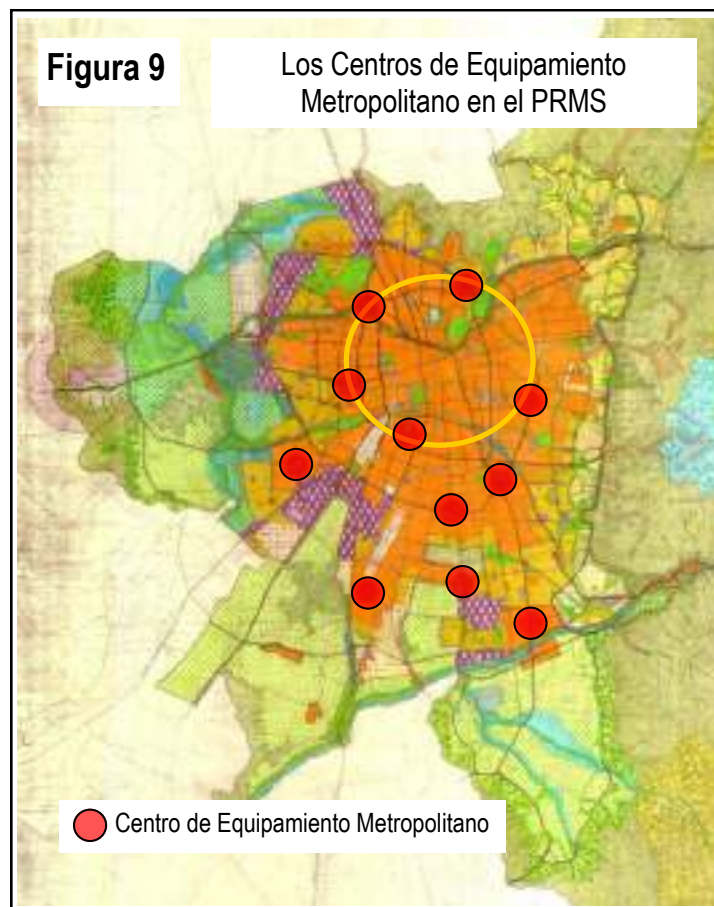 Figura 9
Los Centros de Equipamiento
Metropolitano en el PRMS
Centro de Equipamiento Metropolitano